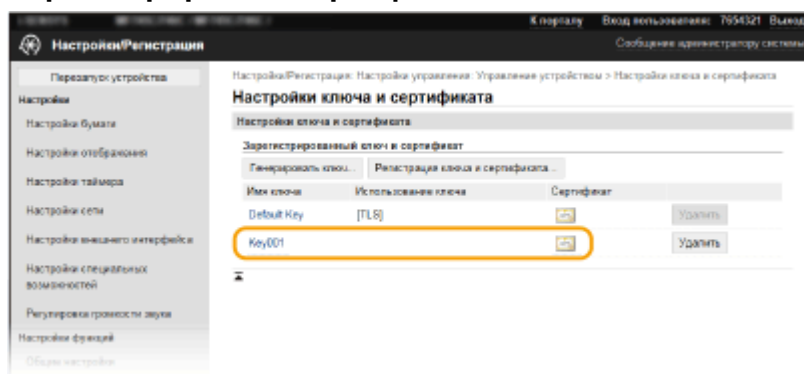 К порталу Вход пользователя: 7654321 Выход
Настройки/Регистрация
Сообщение администратору системы
Перезапуск устройства
Настройки
Настройки бумаги
Настройки отображения
Настройки таймера
Настройки сети
Настройки внешнего интерфейса
Настройки специальных
возможностей
Регулировка громкости звука
Настройки функций
Общие настройки
Настройки/Регистрация: Настройки управления: Управление устройством > Настройки ключа и сертификата
Настройки ключа и сертификата
Настройки ключа и сертификата
Зарегистрированный ключ и сертификат
Генерировать ключ... Регистрация ключа и сертификата...
Имя ключа Использование ключа Сертификат
Default Key [TLS] Удалить
Key001 Удалить